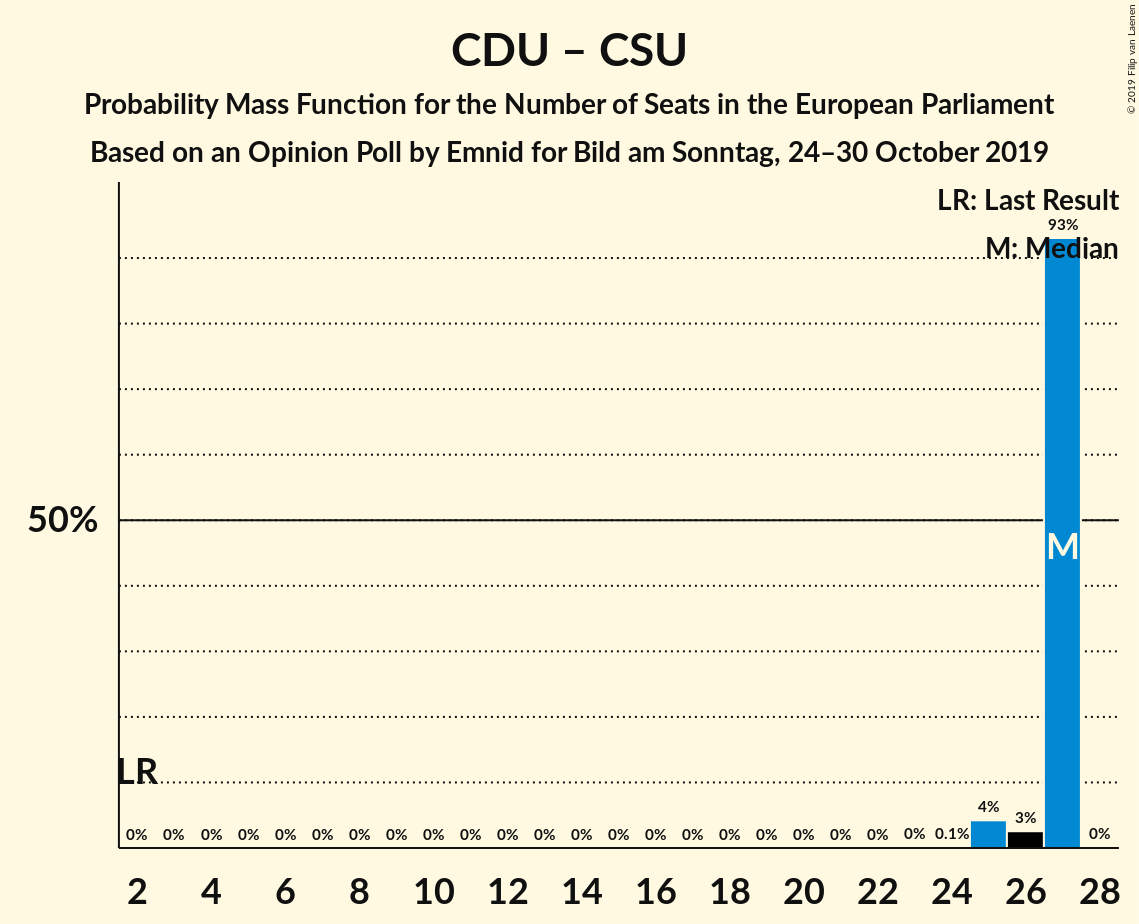 CDU – CSU
Probability Mass Function for the Number of Seats in the European Parliament
Based on an Opinion Poll by Emnid for Bild am Sonntag, 24–30 October 2019
© 2019 Filip van Laenen
LR: Last Result
93%
M: Median
50%
M
LR
4%
3%
0% 0% 0% 0% 0% 0% 0% 0% 0% 0% 0% 0% 0% 0% 0% 0% 0% 0% 0% 0% 0% 0% 0.1% 0%
2 4 6 8 10 12 14 16 18 20 22 24 26 28